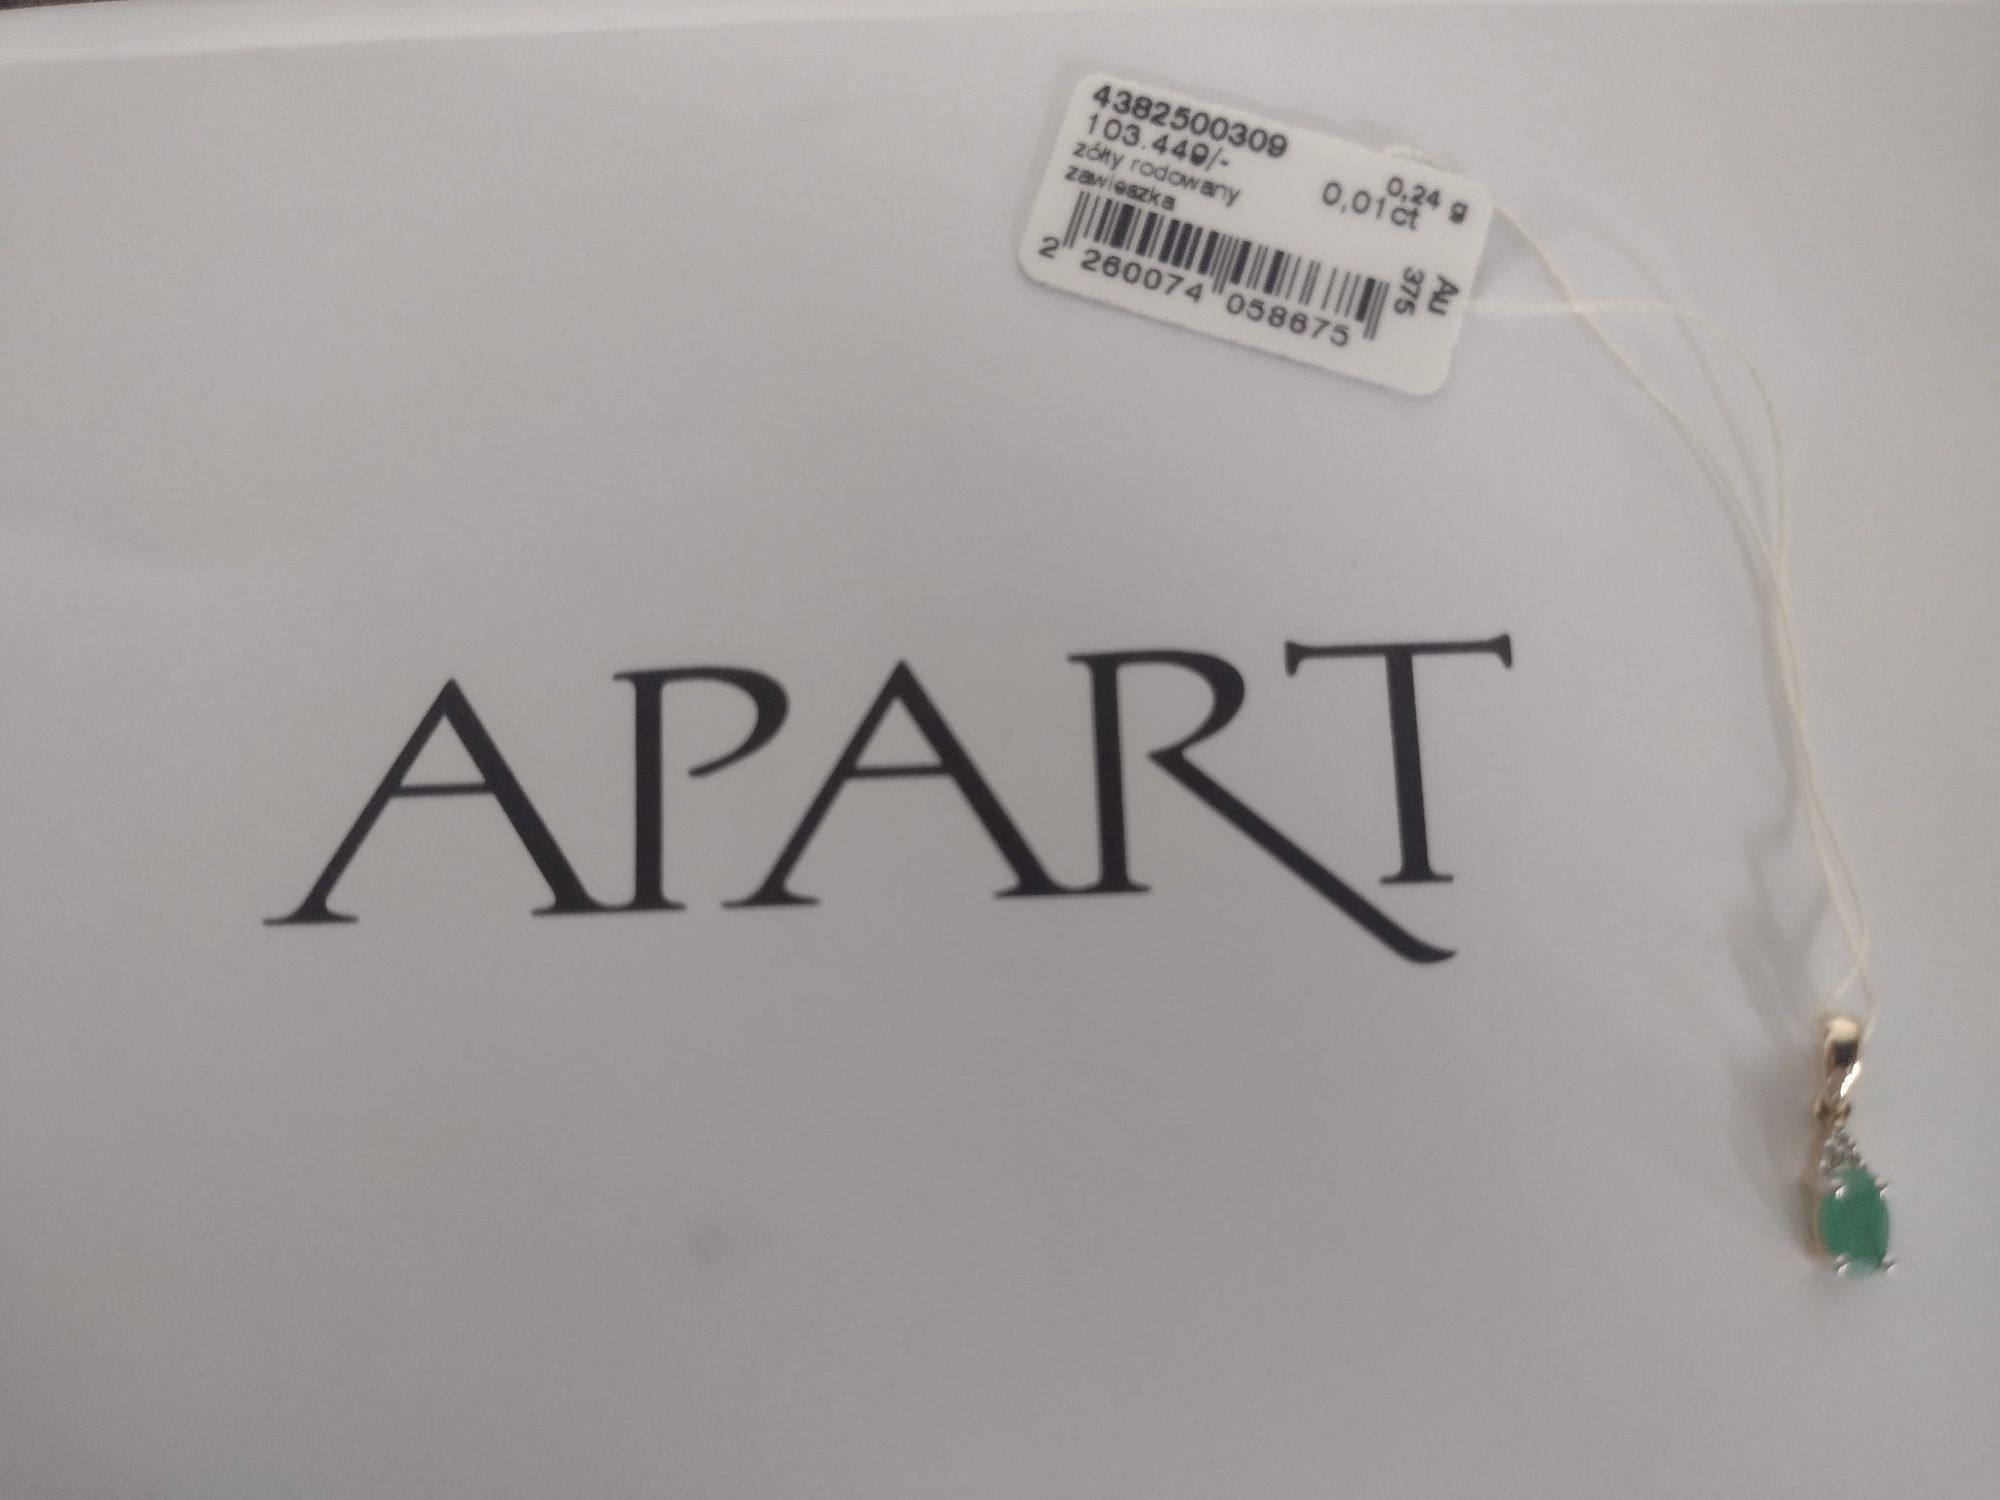 4382500309
103.449/-
żółty rodowany
zawieszka
0,24 g
0,01ct
Au
375
2 260074 058675
APART